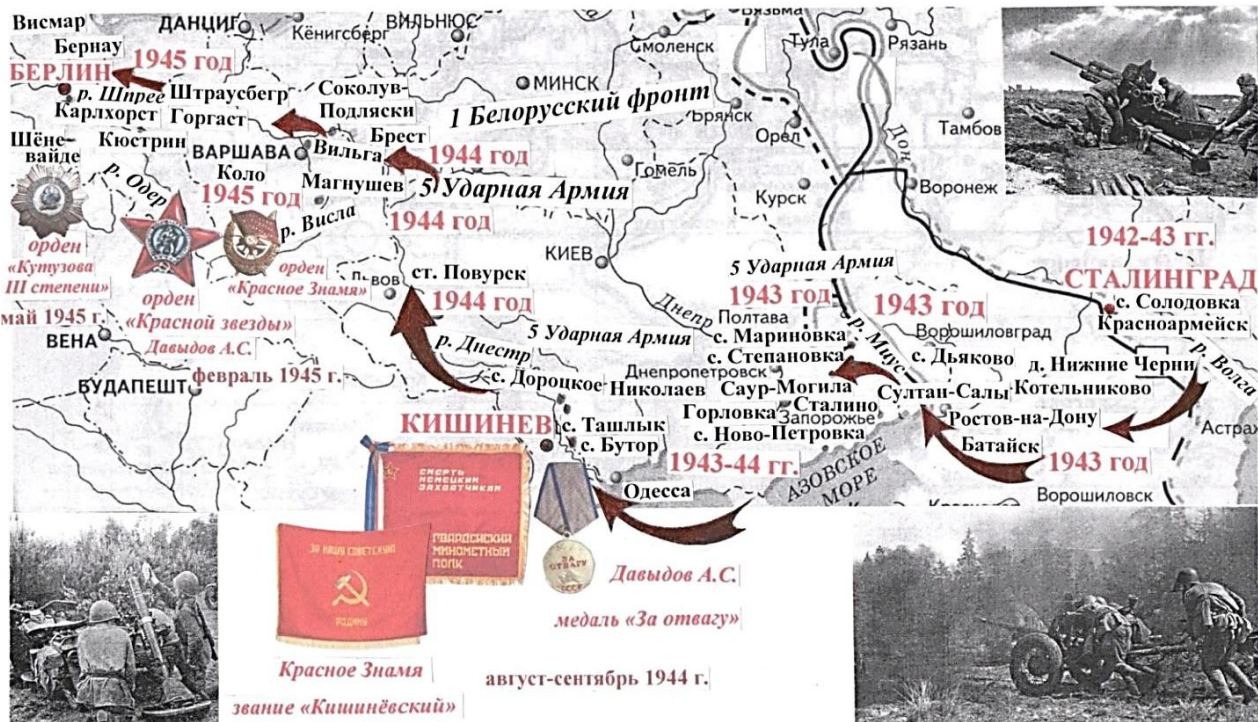 Висмар
ДАНЦИГ
Кёнигсберг
ВИЛЬНЮС
Вязьма
Смоленск
Тула
Рязань
Бернау
1945 год
БЕРЛИН
р. Шпрее
Штраусбегр
Соколув-
Подляски
МИНСК
1 Белорусский фронт
Брянск
Орел
Дон
Тамбов
Карлхорст
Горгаст
Брест
Шёне-
вайде
Кюстрин
ВАРШАВА
Вильга
1944 год
Гомель
Курск
Воронеж
р. Одер
Коло
1945 год
Магнушев
5 Ударная Армия
р. Висла
1944 год
КИЕВ
1942-43 гг.
орден
«Кутузова
III степени»
май 1945 г.
орден
«Красной звезды»
Давыдов А.С.
февраль 1945 г.
орден
«Красное Знамя»
ст. Повурск
1944 год
5 Ударная Армия
1943 год
1943 год
СТАЛИНГРАД
с. Солодовка
Красноармейск
Днепр
Полтава
р. Миус
Ворошиловград
р. Волга
ВЕНА
БУДАПЕШТ
р. Днестр
5 Ударная Армия
с. Мариновка
с. Степановка
с. Дьяково
д. Нижние Черни
с. Дороцкое
Николаев
Днепропетровск
Саур-Могила
Султан-Салы
Котельниково
Горловка
Сталино
Запорожье
Ростов-на-Дону
Астрах
КИШИНЕВ
с. Ташлык
с. Бутор
с. Ново-Петровка
Батайск
1943-44 гг.
1943 год
АЗОВСКОЕ
МОРЕ
Ворошиловск
Одесса
СМЕРТЬ
НЕМЕЦКИМ
ЗАХВАТЧИКАМ
ГВАРДЕЙСКИЙ
МИНОМЕТНЫЙ
ПОЛК
ЗА НАШУ СОВЕТСКУЮ
РОДИНУ
ЗА
ОТВАГУ
СССР
Давыдов А.С.
медаль «За отвагу»
Красное Знамя
звание «Кишинёвский»
август-сентябрь 1944 г.